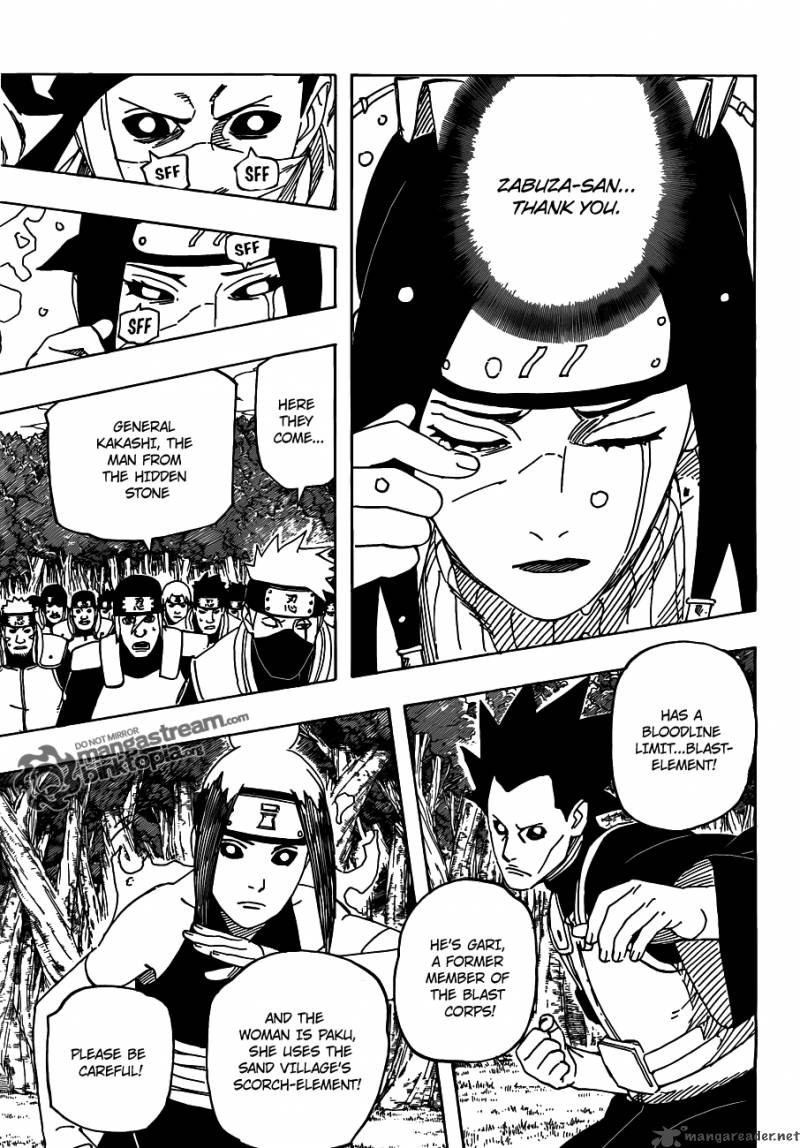 ZABUZA-SAN...
THANK YOU.
SFF
SFF
SFF
SFF
HERE
THEY
COME...
GENERAL
KAKASHI, THE
MAN FROM
THE HIDDEN
STONE
HAS A
BLOODLINE
LIMIT...BLAST-
ELEMENT!
HE'S GARI,
A FORMER
MEMBER OF
THE BLAST
CORPS!
AND THE
WOMAN IS PAKU,
SHE USES THE
SAND VILLAGE'S
SCORCH-ELEMENT!
PLEASE BE
CAREFUL!
DO NOT MIRROR
mangastream.com
binktopia.org
mangareader.net